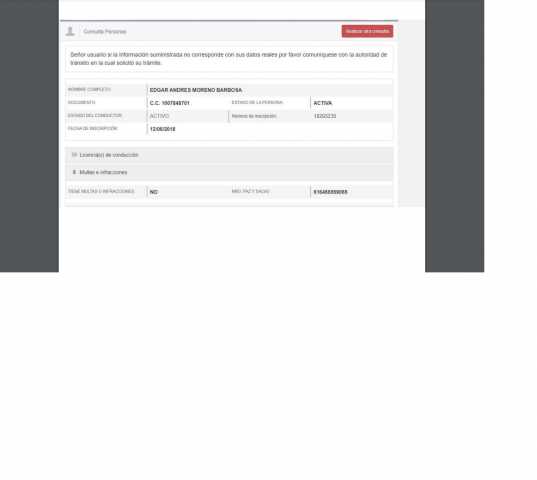 Consulta Personas
Realizar otra consulta
Señor usuario si la información suministrada no corresponde con sus datos reales por favor comuníquese con la autoridad de
tránsito en la cual solicitó su trámite.
NOMBRE COMPLETO: EDGAR ANDRES MORENO BARBOSA
DOCUMENTO: C.C. 1007848701 ESTADO DE LA PERSONA: ACTIVA
ESTADO DEL CONDUCTOR: ACTIVO Número de inscripción:
FECHA DE INSCRIPCIÓN: 12/06/2018
Licencia(s) de conducción
Multas e infracciones
TIENE MULTAS O INFRACCIONES: NO NRO. PAZ Y SALVO: